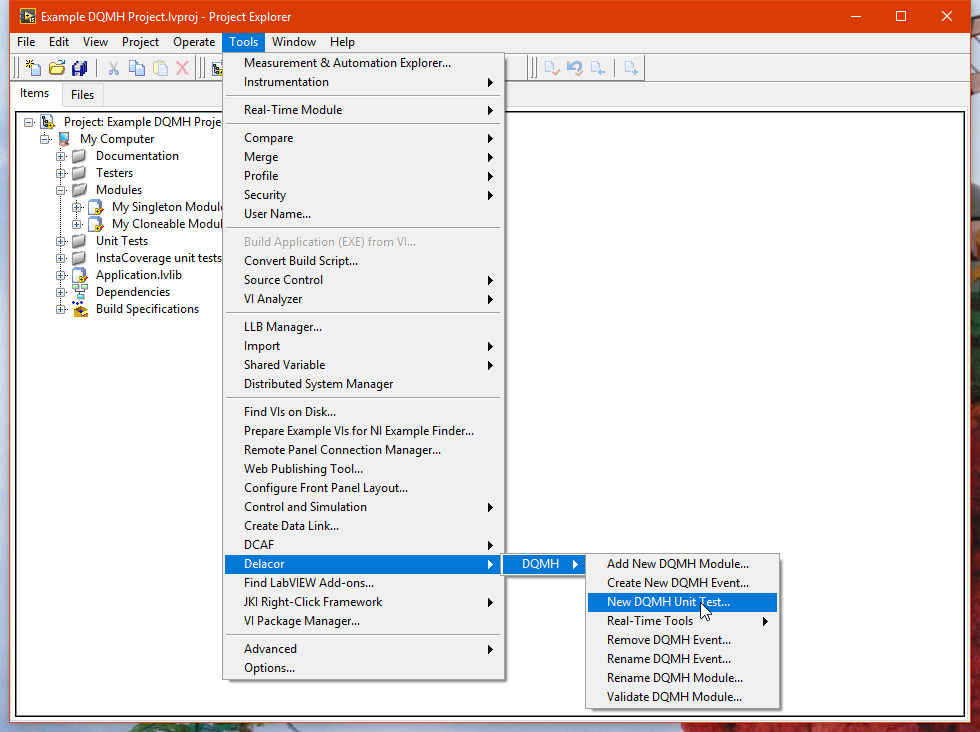 Example DQMH Project.lvproj - Project Explorer
File Edit View Project Operate Tools Window Help
Items Files
Project: Example DQMH Proje
My Computer
Documentation
Testers
Modules
My Singleton Modul
My Cloneable Modul
Unit Tests
InstaCoverage unit tests
Application.lvlib
Dependencies
Build Specifications
Measurement & Automation Explorer...
Instrumentation
Real-Time Module
Compare
Merge
Profile
Security
User Name...
Build Application (EXE) from VI...
Convert Build Script...
Source Control
VI Analyzer
LLB Manager...
Import
Shared Variable
Distributed System Manager
Find VIs on Disk...
Prepare Example VIs for NI Example Finder...
Remote Panel Connection Manager...
Web Publishing Tool...
Configure Front Panel Layout...
Control and Simulation
Create Data Link...
DCAF
Delacor
Find LabVIEW Add-ons...
JKI Right-Click Framework
VI Package Manager...
Advanced
Options...
DQMH
Add New DQMH Module...
Create New DQMH Event...
New DQMH Unit Test...
Real-Time Tools
Remove DQMH Event...
Rename DQMH Event...
Rename DQMH Module...
Validate DQMH Module...